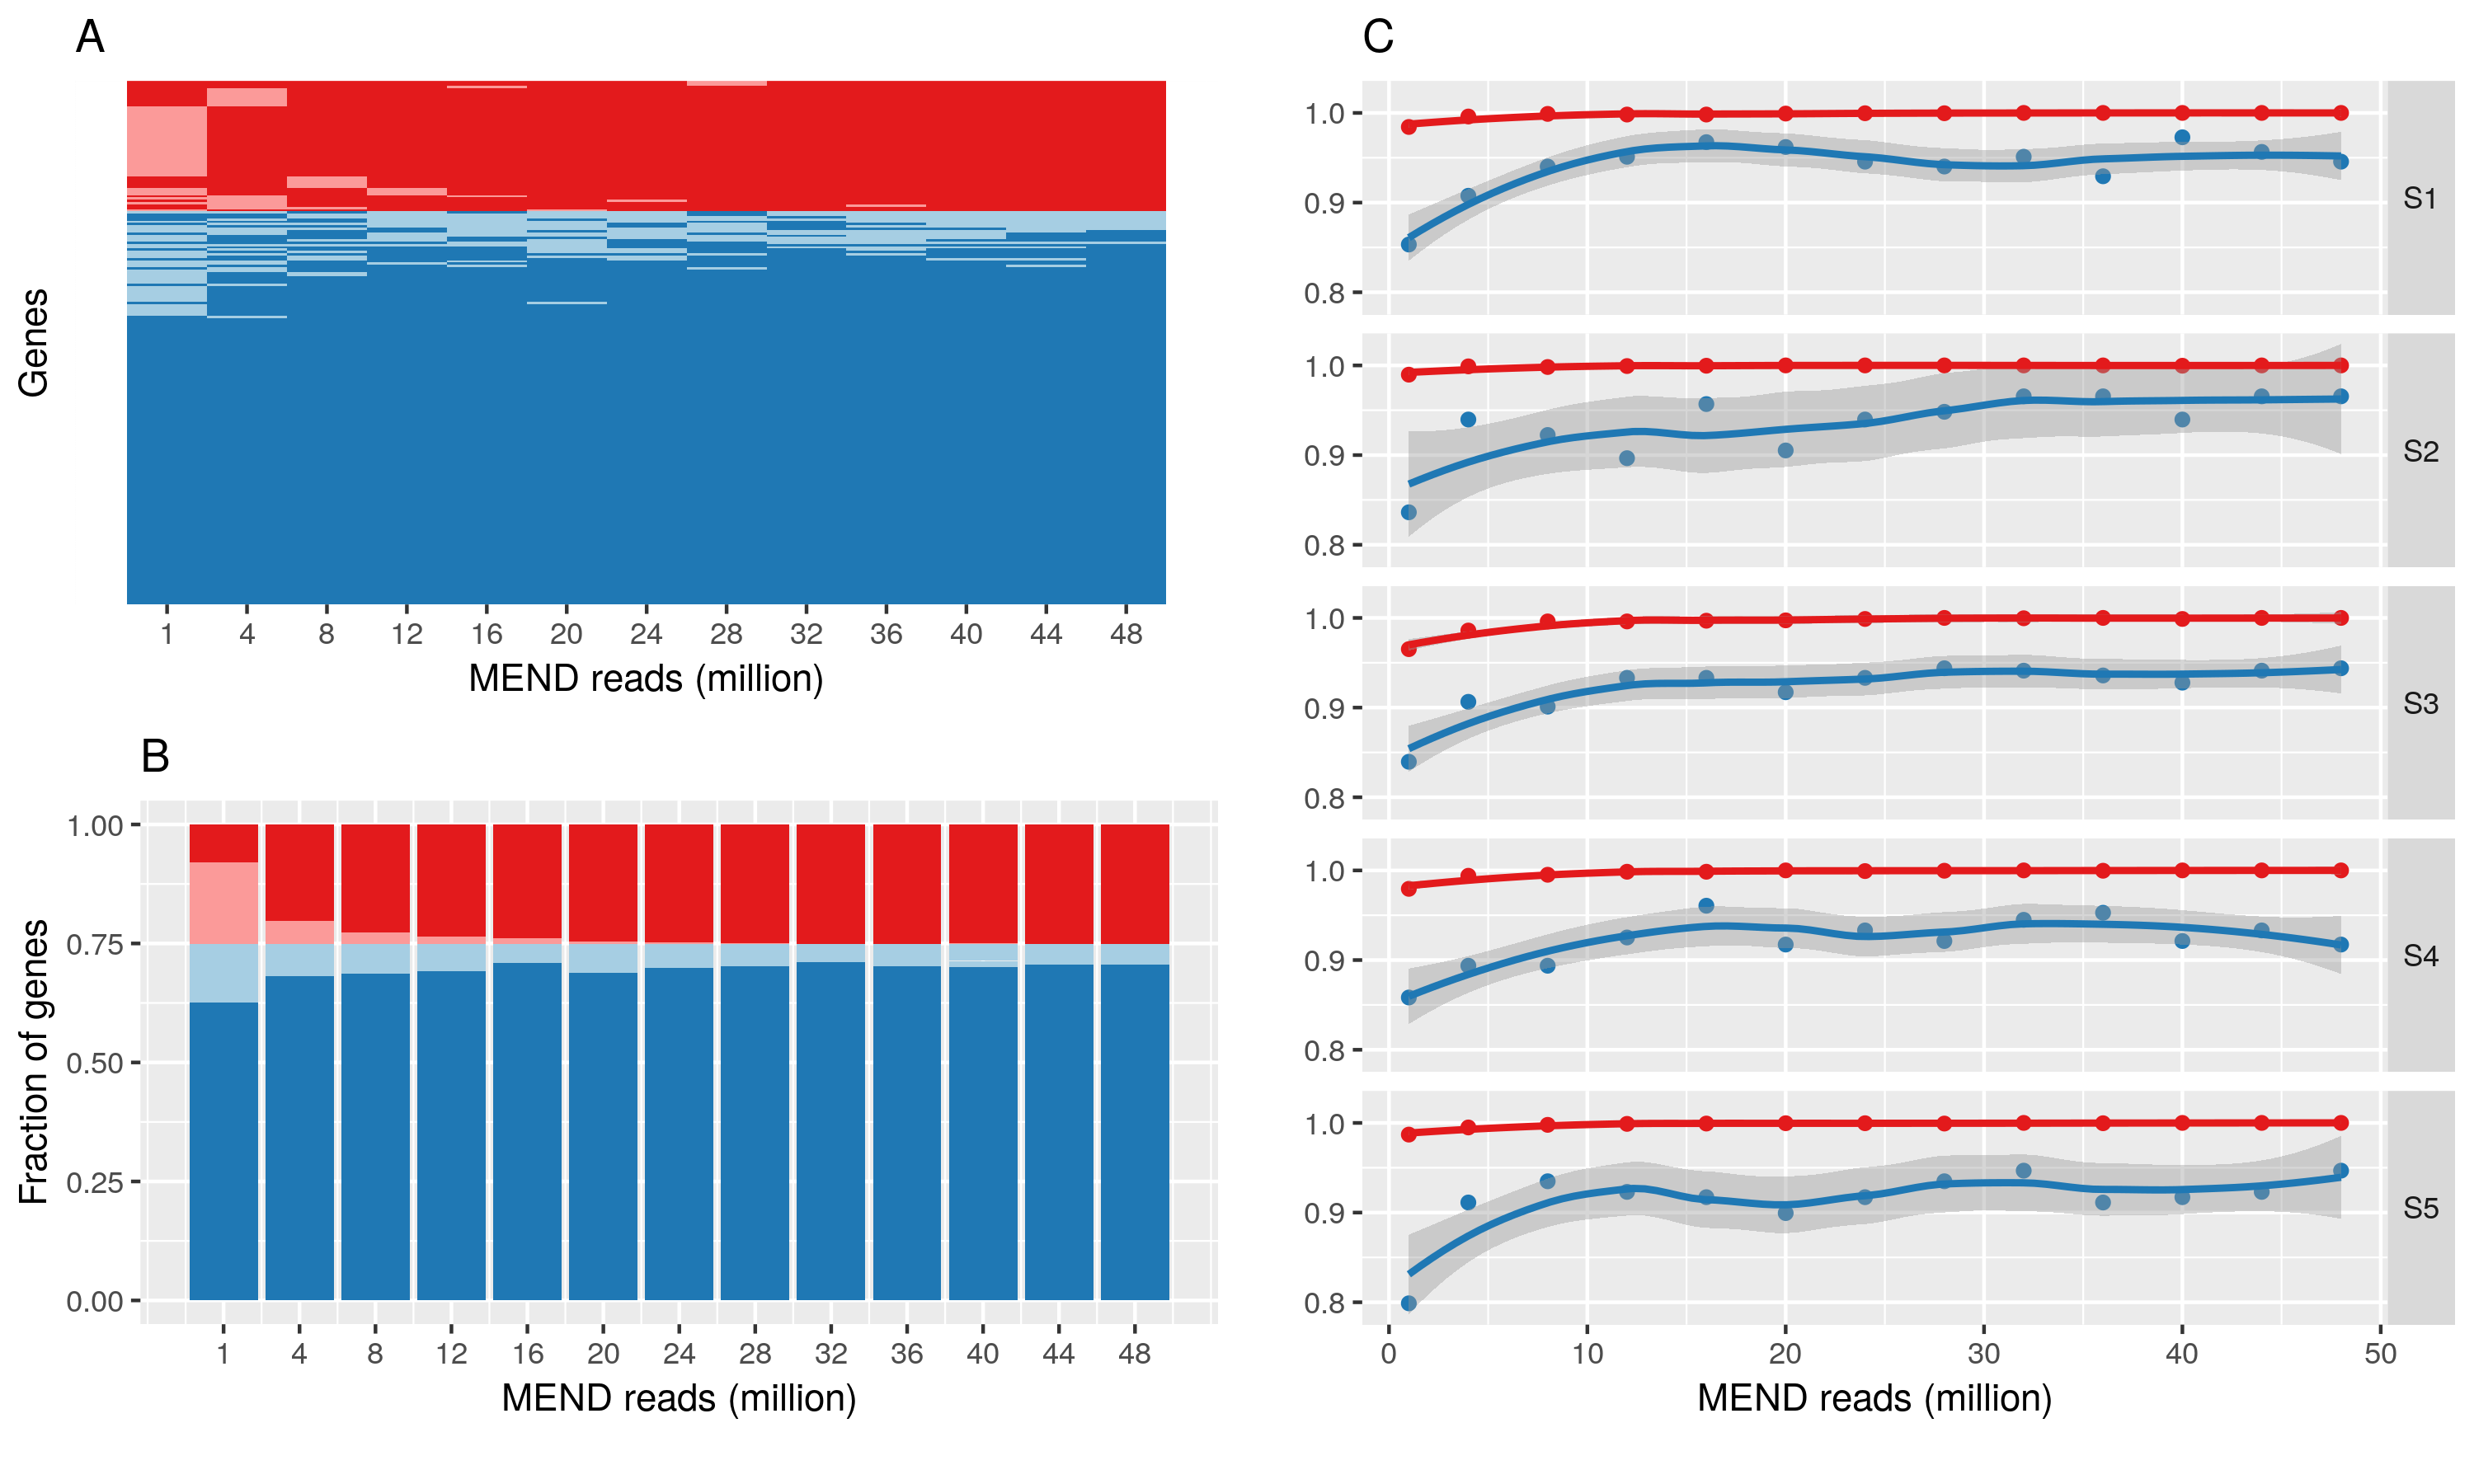 A
Genes
1 4 8 12 16 20 24 28 32 36 40 44 48
MEND reads (million)
B
Fraction of genes
1.00
0.75
0.50
0.25
0.00
1 4 8 12 16 20 24 28 32 36 40 44 48
MEND reads (million)
C
1.0
0.9
0.8
S1
1.0
0.9
0.8
S2
1.0
0.9
0.8
S3
1.0
0.9
0.8
S4
1.0
0.9
0.8
S5
0 10 20 30 40 50
MEND reads (million)